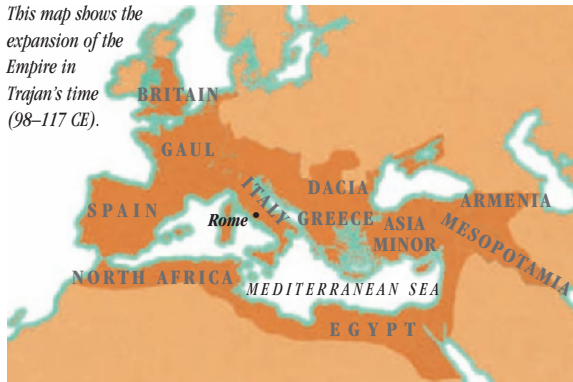 This map shows the
expansion of the
Empire in
Trajan's time
(98–117 CE).
BRITAIN
GAUL
ITALY
DACIA
SPAIN
Rome
GREECE
ASIA
MINOR
ARMENIA
MESOPOTAMIA
NORTH AFRICA
MEDITERRANEAN SEA
EGYPT